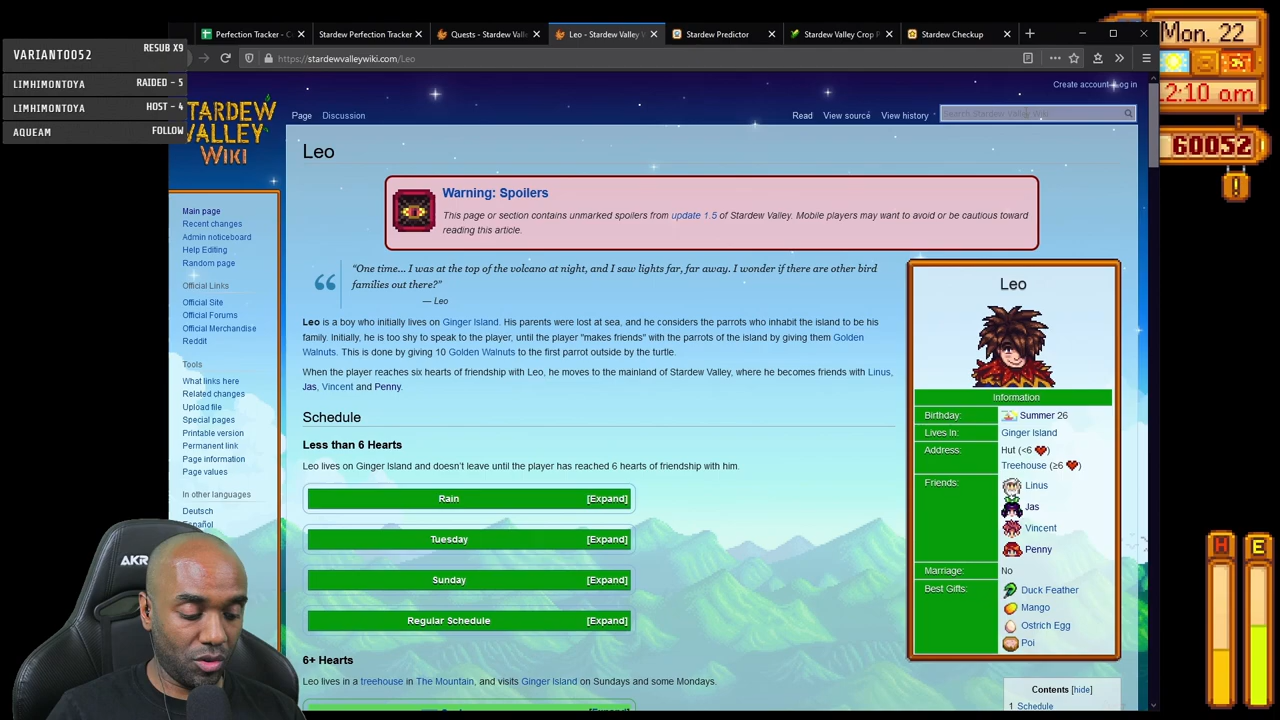 VARIANT0052 RESUB X9
LIMHIMONTOYA RAIDED - 5
LIMHIMONTOYA HOST - 4
AQUEAM FOLLOW
Perfection Tracker - C
Stardew Perfection Tracker
Quests - Stardew Vall
Leo - Stardew Valley
Stardew Predictor
Stardew Valley Crop P
Stardew Checkup
https://stardewvalleywiki.com/Leo
Mon. 22
2:10 am
60052
STARDEW
VALLEY
WIKI
Create account Log in
Page Discussion
Read View source View history
Search Stardew Valley Wiki
Main page
Recent changes
Admin noticeboard
Help Editing
Random page
Official Links
Official Site
Official Forums
Official Merchandise
Reddit
Tools
What links here
Related changes
Upload file
Special pages
Printable version
Permanent link
Page information
Page values
In other languages
Deutsch
Español
Leo
Warning: Spoilers
This page or section contains unmarked spoilers from update 1.5 of Stardew Valley. Mobile players may want to avoid or be cautious toward
reading this article.
"One time... I was at the top of the volcano at night, and I saw lights far, far away. I wonder if there are other bird
families out there?"
— Leo
Leo is a boy who initially lives on Ginger Island. His parents were lost at sea, and he considers the parrots who inhabit the island to be his
family. Initially, he is too shy to speak to the player, until the player "makes friends" with the parrots of the island by giving them Golden
Walnuts. This is done by giving 10 Golden Walnuts to the first parrot outside by the turtle.
When the player reaches six hearts of friendship with Leo, he moves to the mainland of Stardew Valley, where he becomes friends with Linus,
Jas, Vincent and Penny.
Schedule
Less than 6 Hearts
Leo lives on Ginger Island and doesn't leave until the player has reached 6 hearts of friendship with him.
Rain [Expand]
Tuesday [Expand]
Sunday [Expand]
Regular Schedule [Expand]
6+ Hearts
Leo lives in a treehouse in The Mountain, and visits Ginger Island on Sundays and some Mondays.
[Expand]
Leo
Information
Birthday: Summer 26
Lives In: Ginger Island
Address: Hut (<6 )
Treehouse (≥6 )
Friends: Linus
Jas
Vincent
Penny
Marriage: No
Best Gifts: Duck Feather
Mango
Ostrich Egg
Poi
Contents [hide]
1 Schedule
AKR
H E